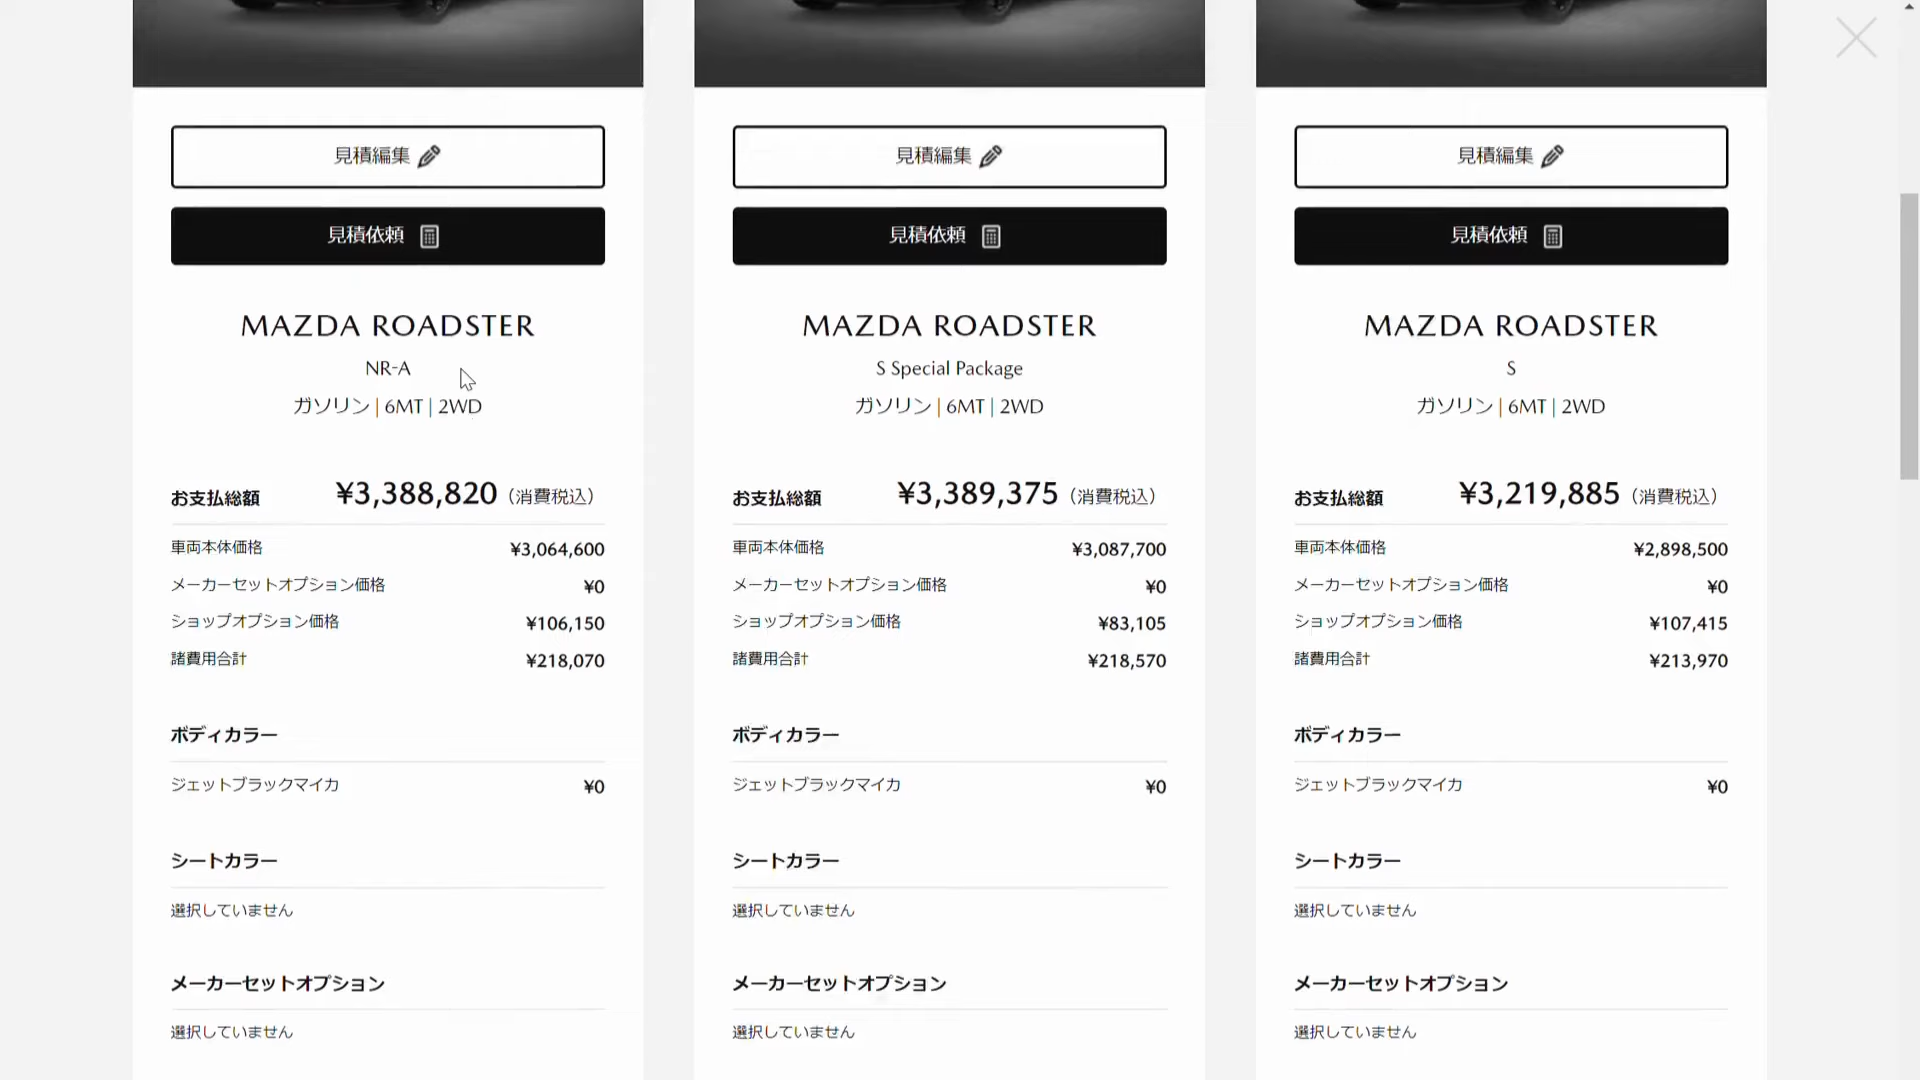 見積編集
見積依頼
MAZDA ROADSTER
NR-A
ガソリン | 6MT | 2WD
お支払総額 ¥3,388,820（消費税込）
車両本体価格 ¥3,064,600
メーカーセットオプション価格 ¥0
ショップオプション価格 ¥106,150
諸費用合計 ¥218,070
ボディカラー
ジェットブラックマイカ ¥0
シートカラー
選択していません
メーカーセットオプション
選択していません
見積編集
見積依頼
MAZDA ROADSTER
S Special Package
ガソリン | 6MT | 2WD
お支払総額 ¥3,389,375（消費税込）
車両本体価格 ¥3,087,700
メーカーセットオプション価格 ¥0
ショップオプション価格 ¥83,105
諸費用合計 ¥218,570
ボディカラー
ジェットブラックマイカ ¥0
シートカラー
選択していません
メーカーセットオプション
選択していません
見積編集
見積依頼
MAZDA ROADSTER
S
ガソリン | 6MT | 2WD
お支払総額 ¥3,219,885（消費税込）
車両本体価格 ¥2,898,500
メーカーセットオプション価格 ¥0
ショップオプション価格 ¥107,415
諸費用合計 ¥213,970
ボディカラー
ジェットブラックマイカ ¥0
シートカラー
選択していません
メーカーセットオプション
選択していません